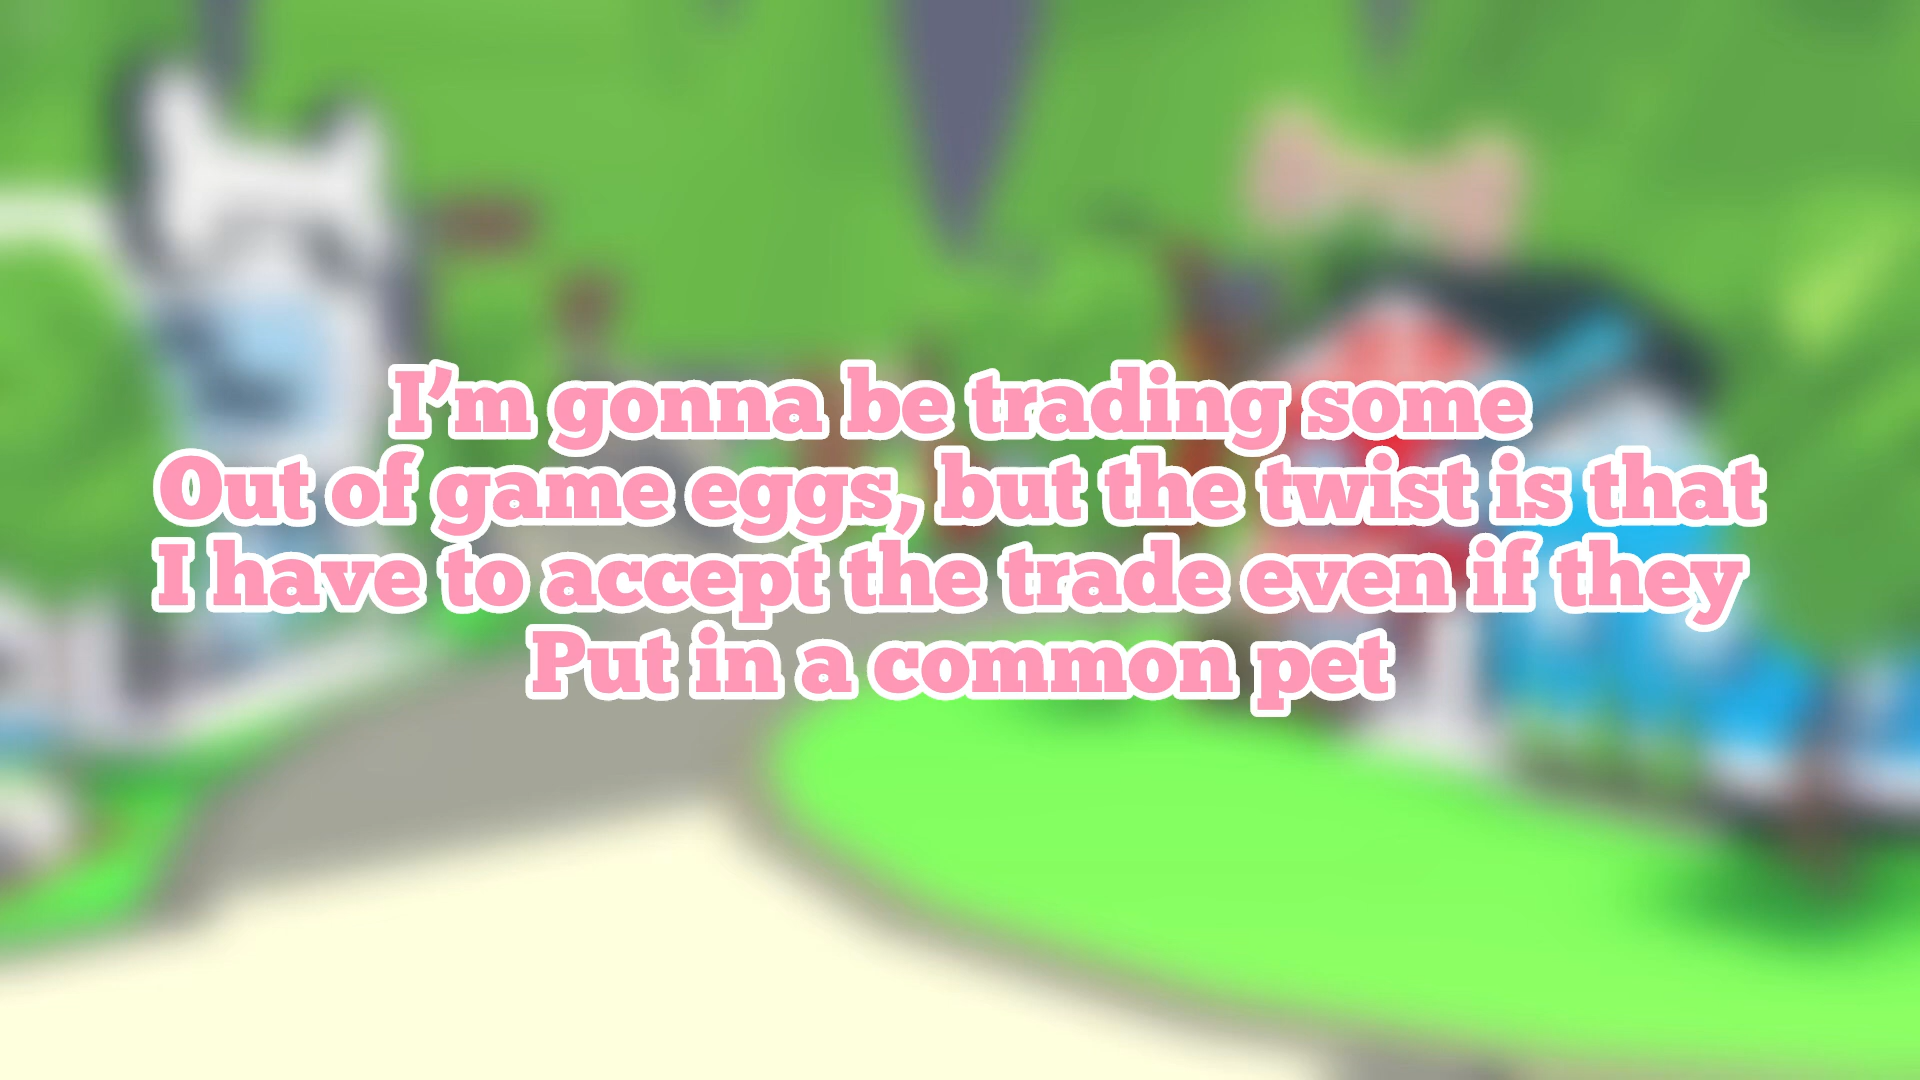 I’m gonna be trading some
Out of game eggs, but the twist is that
I have to accept the trade even if they
Put in a common pet